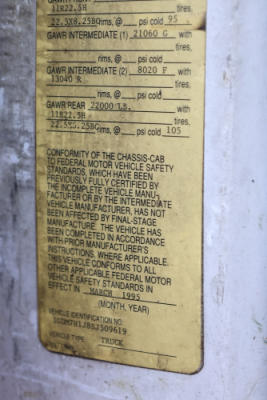 11R22.5H tires,
22.5X8.25BC rims, @ psi cold 95.
GAWR INTERMEDIATE (1) 21060 G with
tires,
rims, @ psi cold
GAWR INTERMEDIATE (2) 8020 F with
13040 R tires,
rims, @ psi cold
GAWR REAR 22000 LB. with
11R22.5H tires,
22.5X8.25BC rims, @ psi cold 105
CONFORMITY OF THE CHASSIS-CAB
TO FEDERAL MOTOR VEHICLE SAFETY
STANDARDS, WHICH HAVE BEEN
PREVIOUSLY FULLY CERTIFIED BY
THE INCOMPLETE VEHICLE MANU-
FACTURER OR BY THE INTERMEDIATE
VEHICLE MANUFACTURER, HAS NOT
BEEN AFFECTED BY FINAL-STAGE
MANUFACTURE. THE VEHICLE HAS
BEEN COMPLETED IN ACCORDANCE
WITH PRIOR MANUFACTURER'S
INSTRUCTIONS, WHERE APPLICABLE.
THIS VEHICLE CONFORMS TO ALL
OTHER APPLICABLE FEDERAL MOTOR
VEHICLE SAFETY STANDARDS IN
EFFECT IN MARCH 1995
(MONTH, YEAR)
VEHICLE IDENTIFICATION NO.
VEHICLE TYPE TRUCK